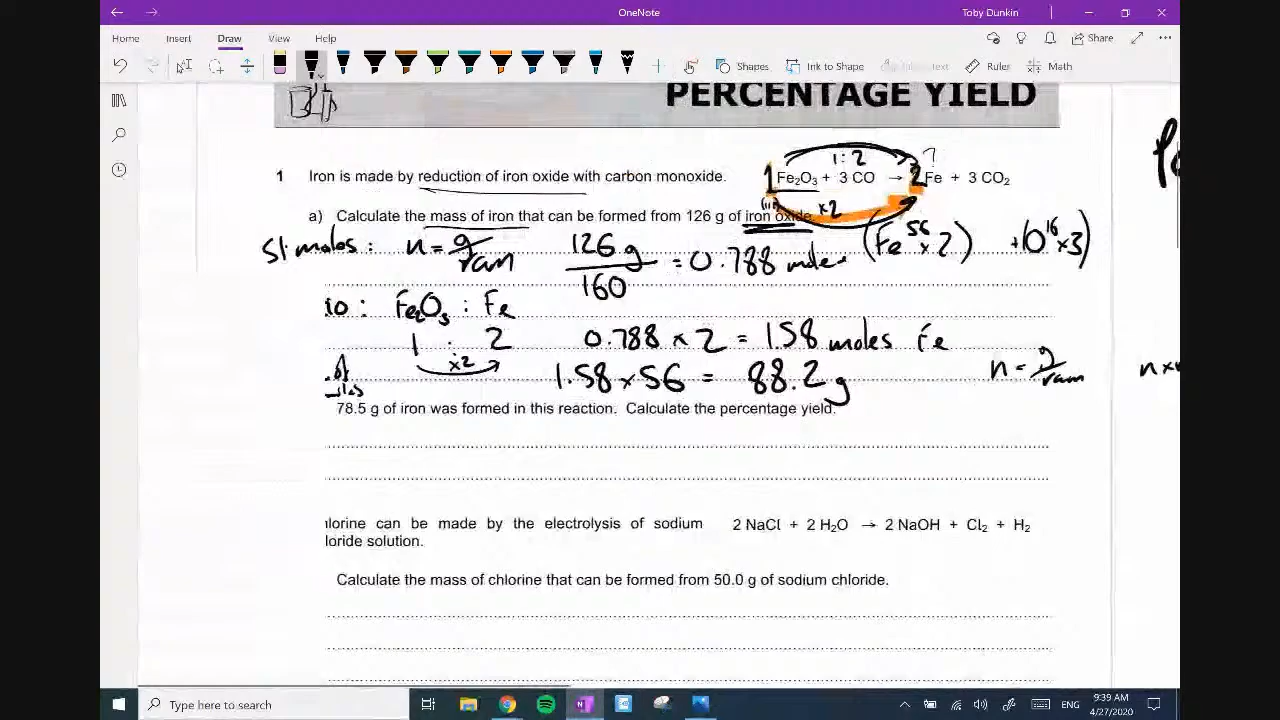 OneNote
Toby Dunkin
Home Insert Draw View Help
Share
Shapes Ink to Shape Ruler Math
PERCENTAGE YIELD
1 Iron is made by reduction of iron oxide with carbon monoxide. 1 Fe₂O₃ + 3 CO → 2 Fe + 3 CO₂
1:2 ?
×2
a) Calculate the mass of iron that can be formed from 126 g of iron oxide.
S1 moles: n = g/ram 126 g/160 = 0.788 moles (Fe⁵⁶ × 2) + (O¹⁶ × 3)
io: Fe₂O₃ : Fe
1 : 2 0.788 × 2 = 1.58 moles Fe
×2
1.58 × 56 = 88.2 g n = g/ram
78.5 g of iron was formed in this reaction. Calculate the percentage yield.
lorine can be made by the electrolysis of sodium 2 NaCl + 2 H₂O → 2 NaOH + Cl₂ + H₂
loride solution.
Calculate the mass of chlorine that can be formed from 50.0 g of sodium chloride.
Type here to search
ENG
9:39 AM
4/27/2020